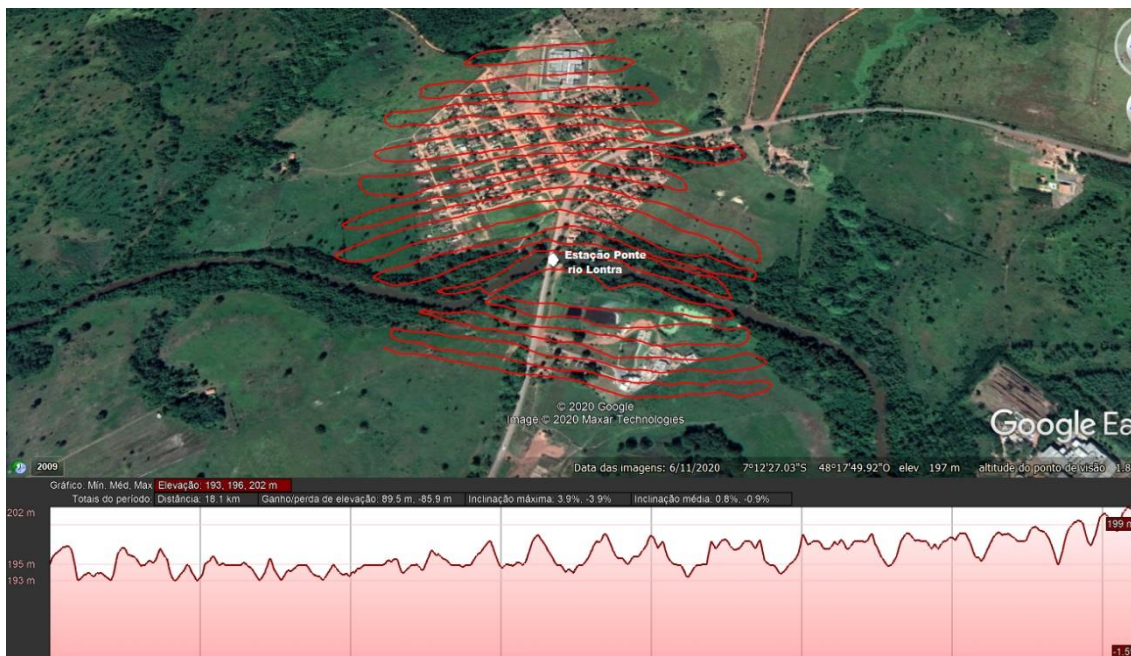 Estação Ponte
rio Lontra
© 2020 Google
Image © 2020 Maxar Technologies
Google Ea
2009
Data das imagens: 6/11/2020 7°12'27.03"S 48°17'49.92"O elev 197 m altitude do ponto de visão 1.8
Gráfico: Mín, Méd, Max Elevação: 193, 196, 202 m
Totais do período: Distância: 18.1 km Ganho/perda de elevação: 89.5 m, -85.9 m Inclinação máxima: 3.9%, -3.9% Inclinação média: 0.8%, -0.9%
202 m
199 m
195 m
193 m
-1.5%